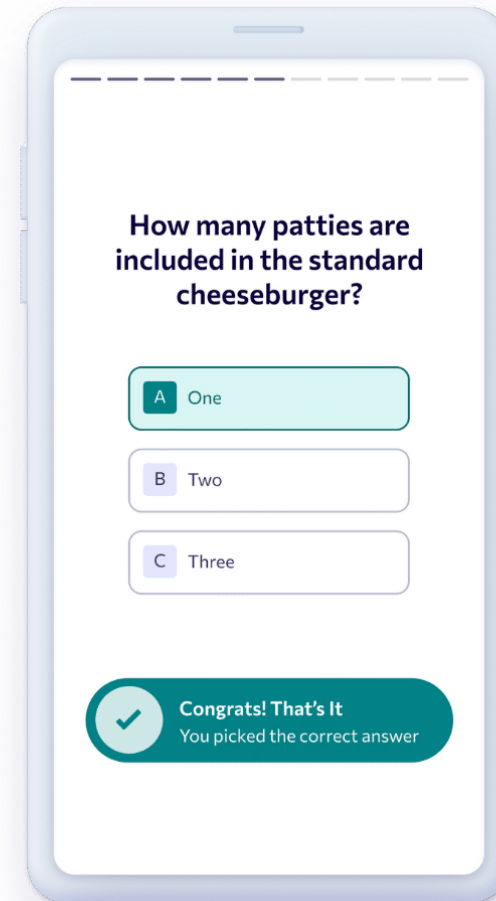 How many patties are
included in the standard
cheeseburger?
A One
B Two
C Three
Congrats! That’s It
You picked the correct answer